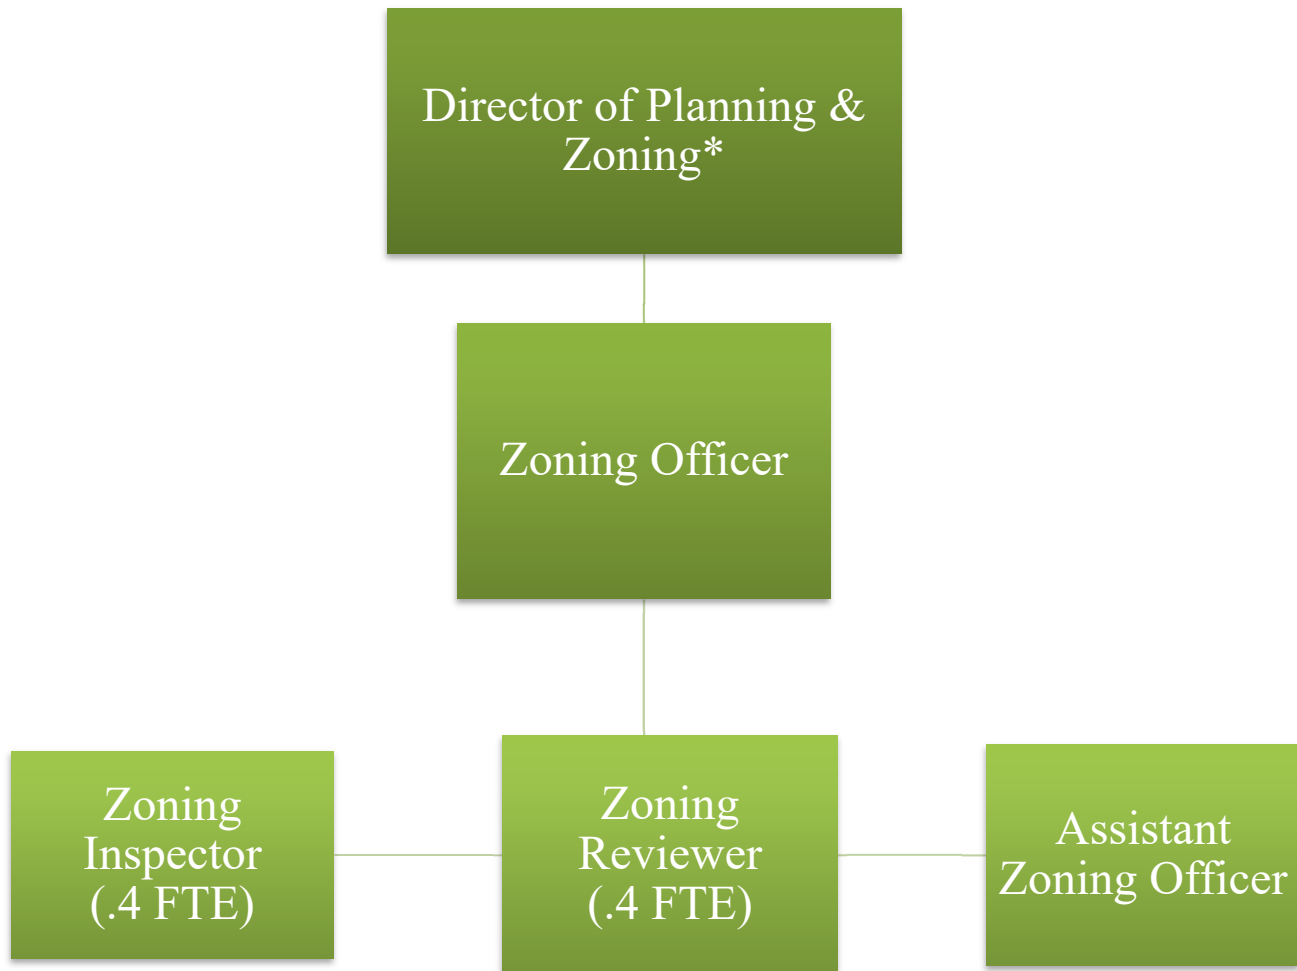 Director of Planning &
Zoning*
Zoning Officer
Zoning
Inspector
(.4 FTE)
Zoning
Reviewer
(.4 FTE)
Assistant
Zoning Officer